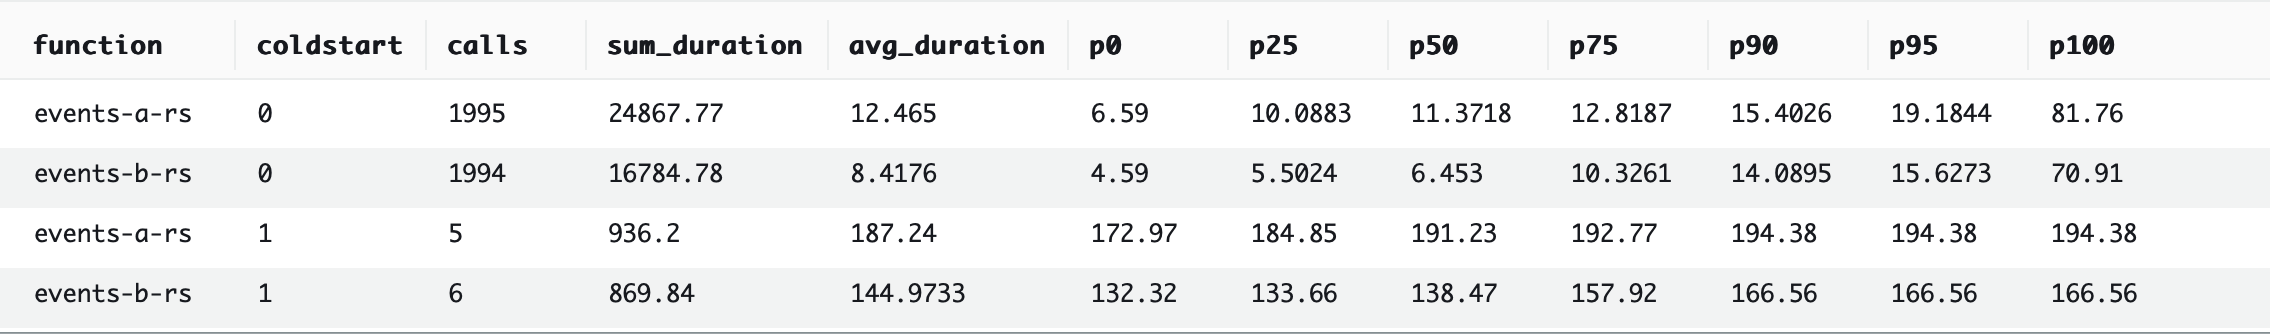 function coldstart calls sum_duration avg_duration p0 p25 p50 p75 p90 p95 p100
events-a-rs 0 1995 24867.77 12.465 6.59 10.0883 11.3718 12.8187 15.4026 19.1844 81.76
events-b-rs 0 1994 16784.78 8.4176 4.59 5.5024 6.453 10.3261 14.0895 15.6273 70.91
events-a-rs 1 5 936.2 187.24 172.97 184.85 191.23 192.77 194.38 194.38 194.38
events-b-rs 1 6 869.84 144.9733 132.32 133.66 138.47 157.92 166.56 166.56 166.56